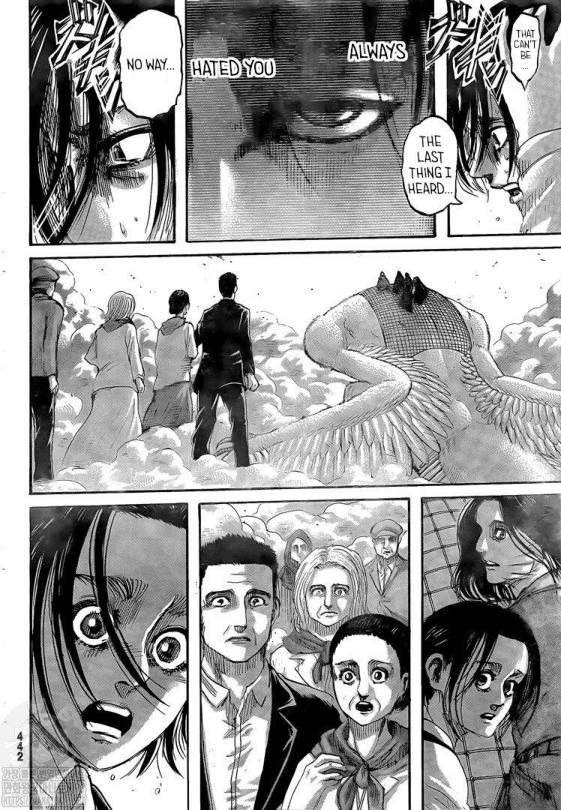 THAT
CAN'T
BE
...
THE
LAST
THING I
HEARD...
ALWAYS
HATED YOU
NO WAY...
442